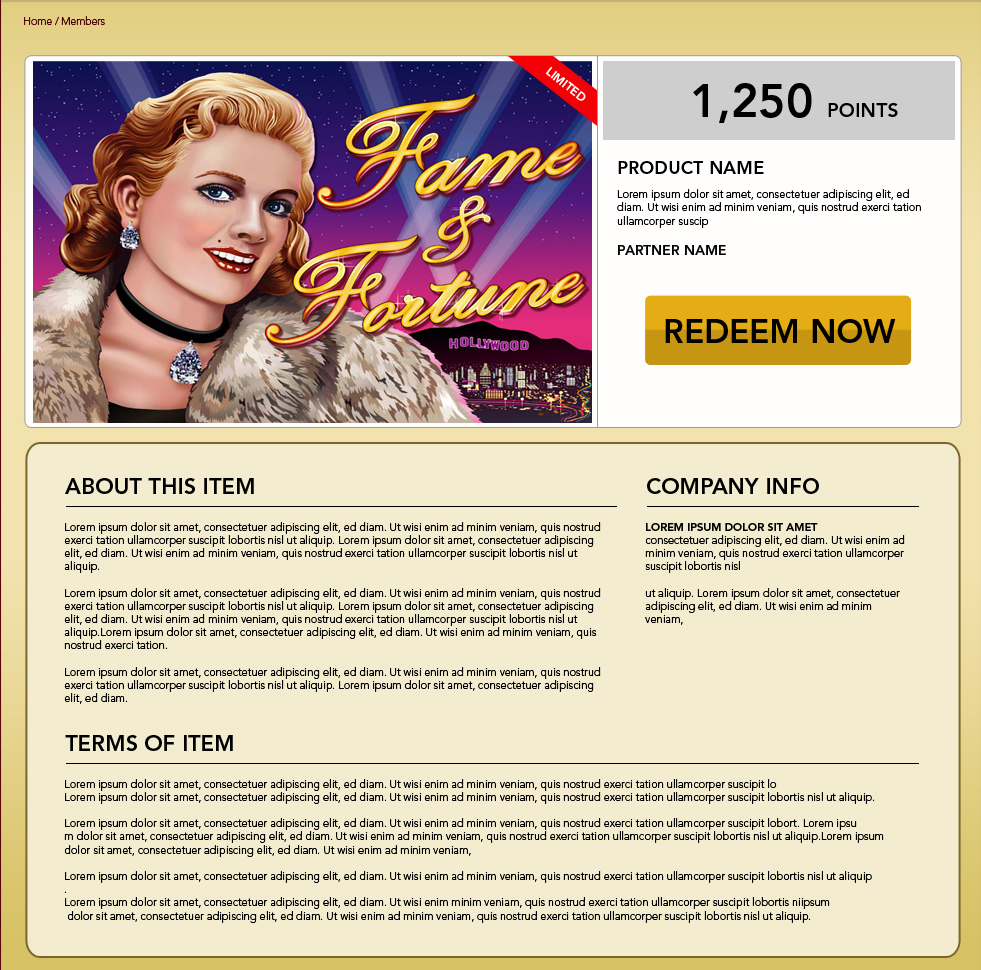 Home / Members
LIMITED
Fame
&
Fortune
HOLLYWOOD
1,250 POINTS
PRODUCT NAME
Lorem ipsum dolor sit amet, consectetuer adipiscing elit, ed
diam. Ut wisi enim ad minim veniam, quis nostrud exerci tation
ullamcorper suscip
PARTNER NAME
REDEEM NOW
ABOUT THIS ITEM
Lorem ipsum dolor sit amet, consectetuer adipiscing elit, ed diam. Ut wisi enim ad minim veniam, quis nostrud
exerci tation ullamcorper suscipit lobortis nisl ut aliquip. Lorem ipsum dolor sit amet, consectetuer adipiscing
elit, ed diam. Ut wisi enim ad minim veniam, quis nostrud exerci tation ullamcorper suscipit lobortis nisl ut
aliquip.
Lorem ipsum dolor sit amet, consectetuer adipiscing elit, ed diam. Ut wisi enim ad minim veniam, quis nostrud
exerci tation ullamcorper suscipit lobortis nisl ut aliquip. Lorem ipsum dolor sit amet, consectetuer adipiscing
elit, ed diam. Ut wisi enim ad minim veniam, quis nostrud exerci tation ullamcorper suscipit lobortis nisl ut
aliquip.Lorem ipsum dolor sit amet, consectetuer adipiscing elit, ed diam. Ut wisi enim ad minim veniam, quis
nostrud exerci tation.
Lorem ipsum dolor sit amet, consectetuer adipiscing elit, ed diam. Ut wisi enim ad minim veniam, quis nostrud
exerci tation ullamcorper suscipit lobortis nisl ut aliquip. Lorem ipsum dolor sit amet, consectetuer adipiscing
elit, ed diam.
COMPANY INFO
LOREM IPSUM DOLOR SIT AMET
consectetuer adipiscing elit, ed diam. Ut wisi enim ad
minim veniam, quis nostrud exerci tation ullamcorper
suscipit lobortis nisl
ut aliquip. Lorem ipsum dolor sit amet, consectetuer
adipiscing elit, ed diam. Ut wisi enim ad minim
veniam,
TERMS OF ITEM
Lorem ipsum dolor sit amet, consectetuer adipiscing elit, ed diam. Ut wisi enim ad minim veniam, quis nostrud exerci tation ullamcorper suscipit lo
Lorem ipsum dolor sit amet, consectetuer adipiscing elit, ed diam. Ut wisi enim ad minim veniam, quis nostrud exerci tation ullamcorper suscipit lobortis nisl ut aliquip.
Lorem ipsum dolor sit amet, consectetuer adipiscing elit, ed diam. Ut wisi enim ad minim veniam, quis nostrud exerci tation ullamcorper suscipit lobort. Lorem ipsu
m dolor sit amet, consectetuer adipiscing elit, ed diam. Ut wisi enim ad minim veniam, quis nostrud exerci tation ullamcorper suscipit lobortis nisl ut aliquip.Lorem ipsum
dolor sit amet, consectetuer adipiscing elit, ed diam. Ut wisi enim ad minim veniam,
Lorem ipsum dolor sit amet, consectetuer adipiscing elit, ed diam. Ut wisi enim ad minim veniam, quis nostrud exerci tation ullamcorper suscipit lobortis nisl ut aliquip
.
Lorem ipsum dolor sit amet, consectetuer adipiscing elit, ed diam. Ut wisi enim minim veniam, quis nostrud exerci tation ullamcorper suscipit lobortis niipsum
dolor sit amet, consectetuer adipiscing elit, ed diam. Ut wisi enim ad minim veniam, quis nostrud exerci tation ullamcorper suscipit lobortis nisl ut aliquip.